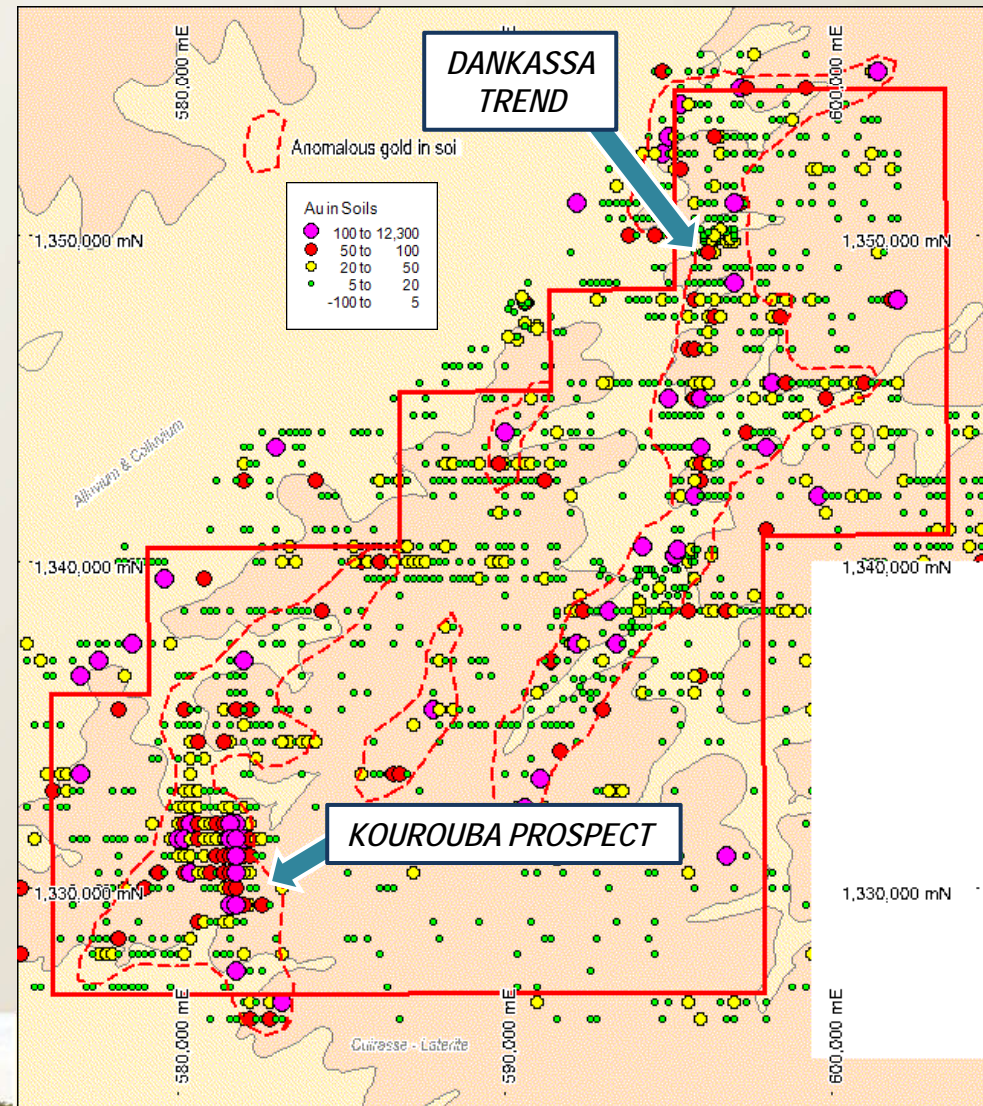 580,000 mE
600,000 mE
DANKASSA
TREND
Anomalous gold in soi
Au in Soils
100 to 12,300
50 to 100
20 to 50
5 to 20
-100 to 5
1,350,000 mN
1,350,000 mN
Alluvium & Colluvium
1,340,000 mN
1,340,000 mN
KOUROUBA PROSPECT
1,330,000 mN
1,330,000 mN
580,000 mE
590,000 mE
600,000 mE
Cuirasse - Laterite